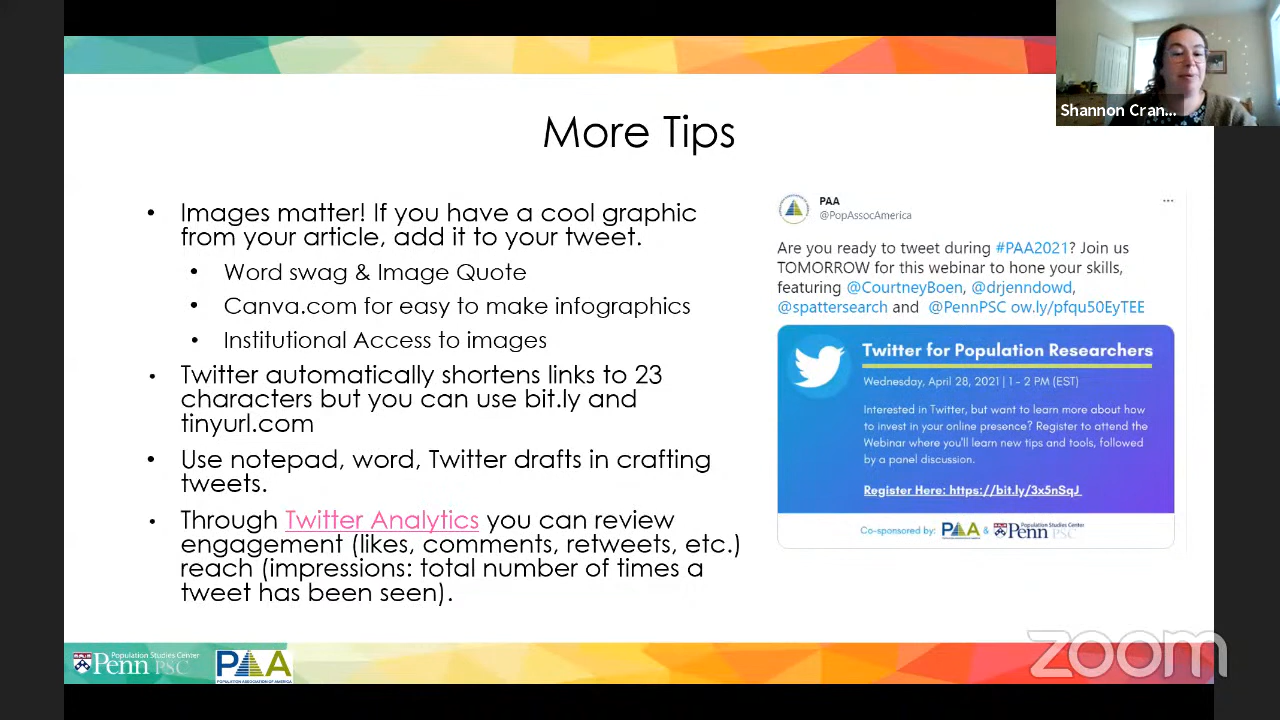 Shannon Cran...
More Tips
• Images matter! If you have a cool graphic
from your article, add it to your tweet.
• Word swag & Image Quote
• Canva.com for easy to make infographics
• Institutional Access to images
• Twitter automatically shortens links to 23
characters but you can use bit.ly and
tinyurl.com
• Use notepad, word, Twitter drafts in crafting
tweets.
• Through Twitter Analytics you can review
engagement (likes, comments, retweets, etc.)
reach (impressions: total number of times a
tweet has been seen).
PAA
@PopAssocAmerica
Are you ready to tweet during #PAA2021? Join us
TOMORROW for this webinar to hone your skills,
featuring @CourtneyBoen, @drjenndowd,
@spattersearch and @PennPSC ow.ly/pfqu50EyTEE
Twitter for Population Researchers
Wednesday, April 28, 2021 | 1 - 2 PM (EST)
Interested in Twitter, but want to learn more about how
to invest in your online presence? Register to attend the
Webinar where you'll learn new tips and tools, followed
by a panel discussion.
Register Here: https://bit.ly/3x5nSqJ
Co-sponsored by: PAA & Penn Population Studies Center PSC
Penn Population Studies Center PSC
PAA
POPULATION ASSOCIATION OF AMERICA
zoom